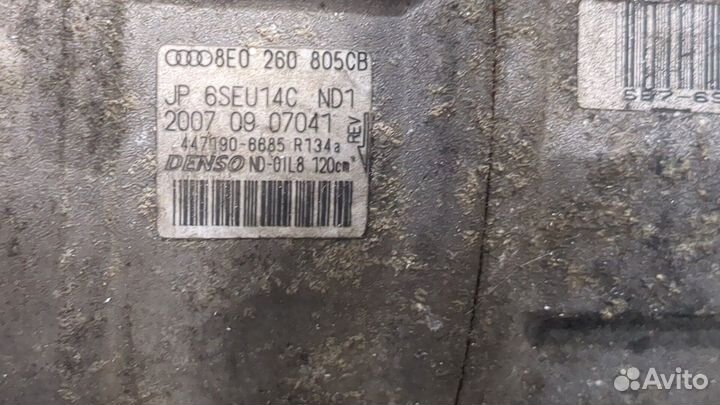 8E0 260 805CB
JP 6SEU14C ND1
2007 09 07041 REV
447190-6685 R134a
DENSO ND-OIL8 120cm³
Avito